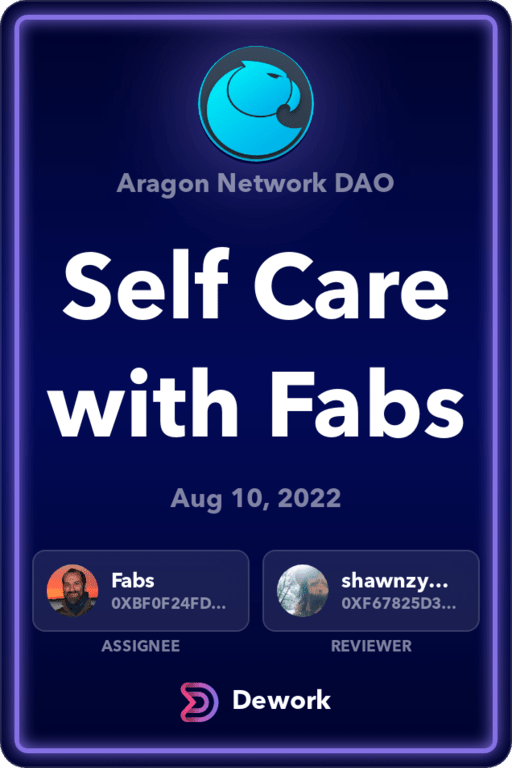 Aragon Network DAO
Self Care
with Fabs
Aug 10, 2022
Fabs
0XBF0F24FD...
ASSIGNEE
shawnzy...
0XF67825D3...
REVIEWER
Dework